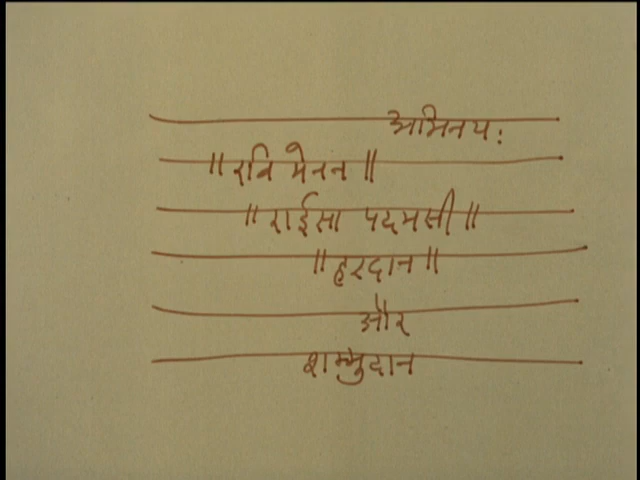 अभिनय:
॥ रवि मेनन ॥
॥ राईसा पदमसी ॥
॥ हरदान ॥
और
शम्भुदान